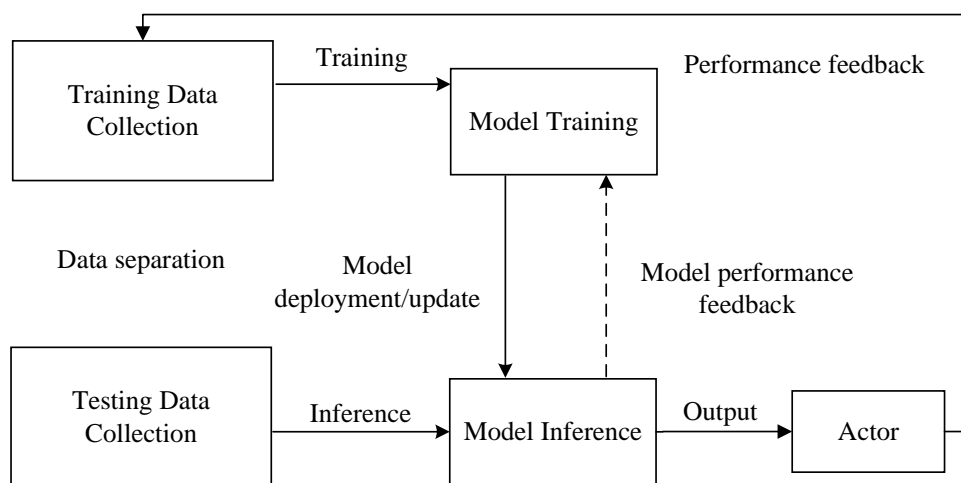 Training
Performance feedback
Training Data
Collection
Model Training
Data separation
Model
deployment/update
Model performance
feedback
Testing Data
Collection
Inference
Model Inference
Output
Actor